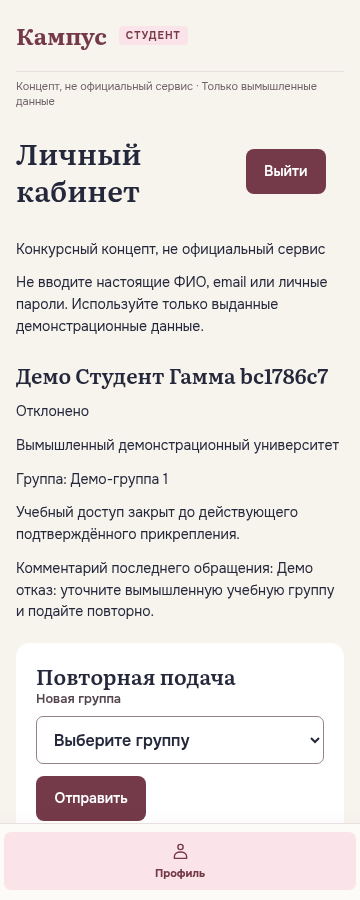 Кампус
СТУДЕНТ
Концепт, не официальный сервис · Только вымышленные
данные
Личный
кабинет
Выйти
Конкурсный концепт, не официальный сервис
Не вводите настоящие ФИО, email или личные
пароли. Используйте только выданные
демонстрационные данные.
Демо Студент Гамма bc1786c7
Отклонено
Вымышленный демонстрационный университет
Группа: Демо-группа 1
Учебный доступ закрыт до действующего
подтверждённого прикрепления.
Комментарий последнего обращения: Демо
отказ: уточните вымышленную учебную группу
и подайте повторно.
Повторная подача
Новая группа
Выберите группу
Отправить
Профиль